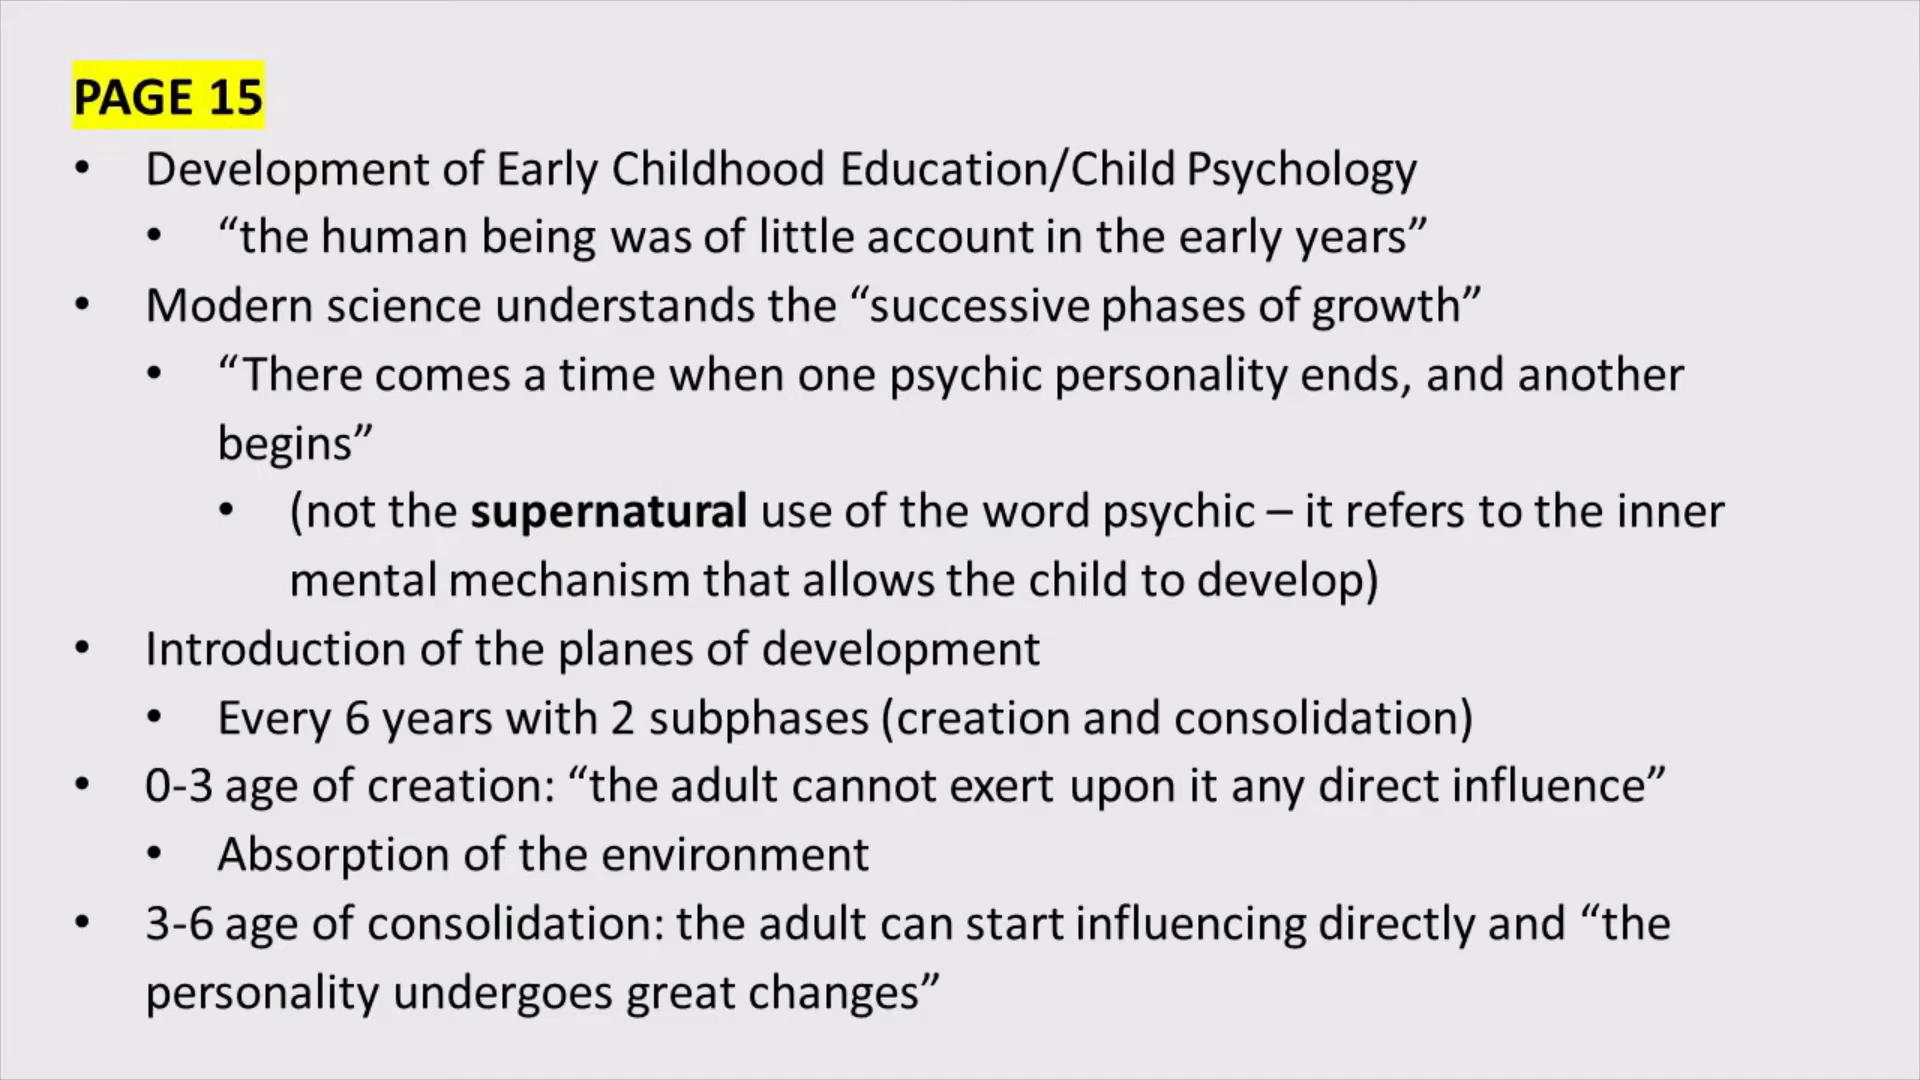 PAGE 15
• Development of Early Childhood Education/Child Psychology
• “the human being was of little account in the early years”
• Modern science understands the “successive phases of growth”
• “There comes a time when one psychic personality ends, and another
begins”
• (not the supernatural use of the word psychic – it refers to the inner
mental mechanism that allows the child to develop)
• Introduction of the planes of development
• Every 6 years with 2 subphases (creation and consolidation)
• 0-3 age of creation: “the adult cannot exert upon it any direct influence”
• Absorption of the environment
• 3-6 age of consolidation: the adult can start influencing directly and “the
personality undergoes great changes”